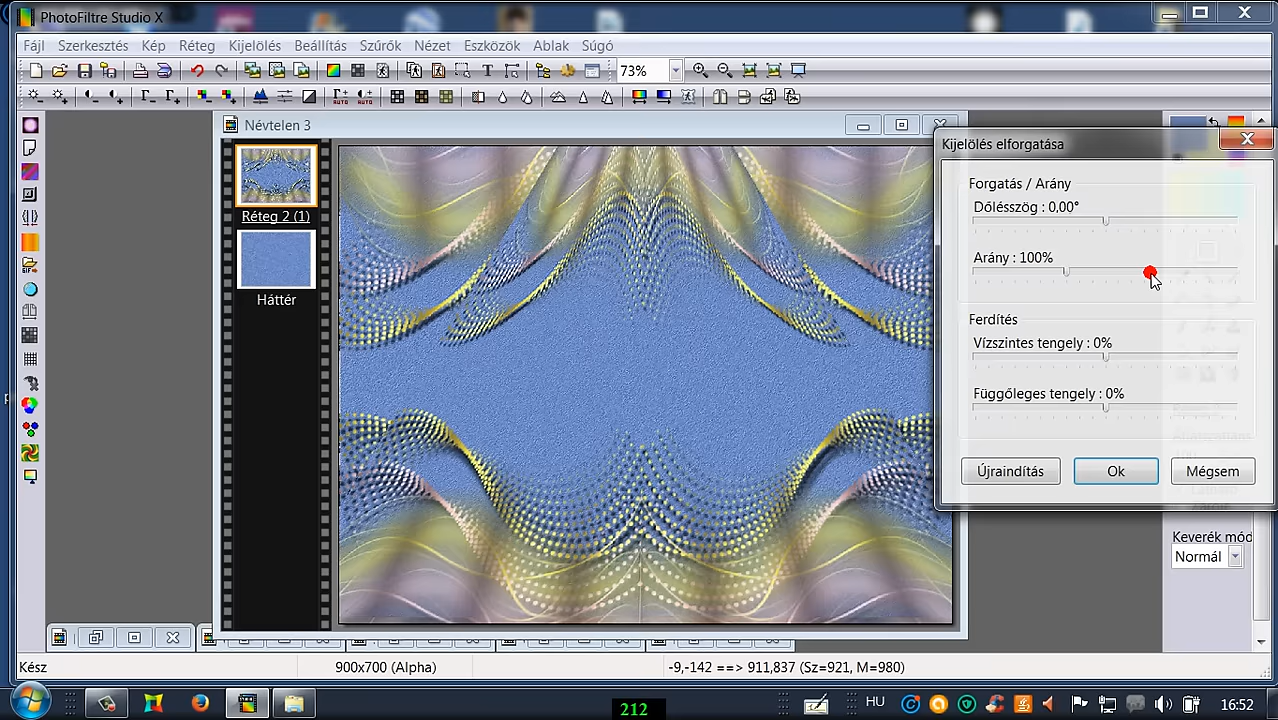 PhotoFiltre Studio X
Fájl Szerkesztés Kép Réteg Kijelölés Beállítás Szűrők Nézet Eszközök Ablak Súgó
73%
Névtelen 3
Réteg 2 (1)
Háttér
Kijelölés elforgatása
Forgatás / Arány
Dőlésszög : 0,00°
Arány : 100%
Ferdítés
Vízszintes tengely : 0%
Függőleges tengely : 0%
Újraindítás Ok Mégsem
Keverék mód
Normál
Kész 900x700 (Alpha) -9,-142 ==> 911,837 (Sz=921, M=980)
212 HU 16:52